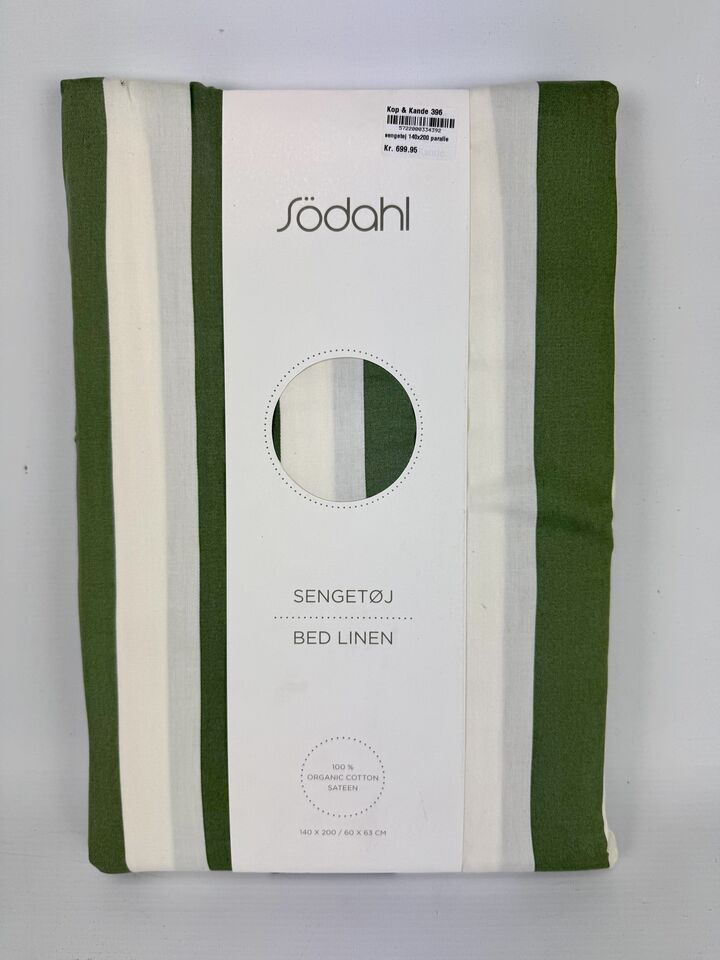 Kop & Kande 396
5722000334392
sengetøj 140x200 paralle
Kr. 699.95
Södahl
SENGETØJ
BED LINEN
100 %
ORGANIC COTTON
SATEEN
140 X 200 / 60 X 63 CM